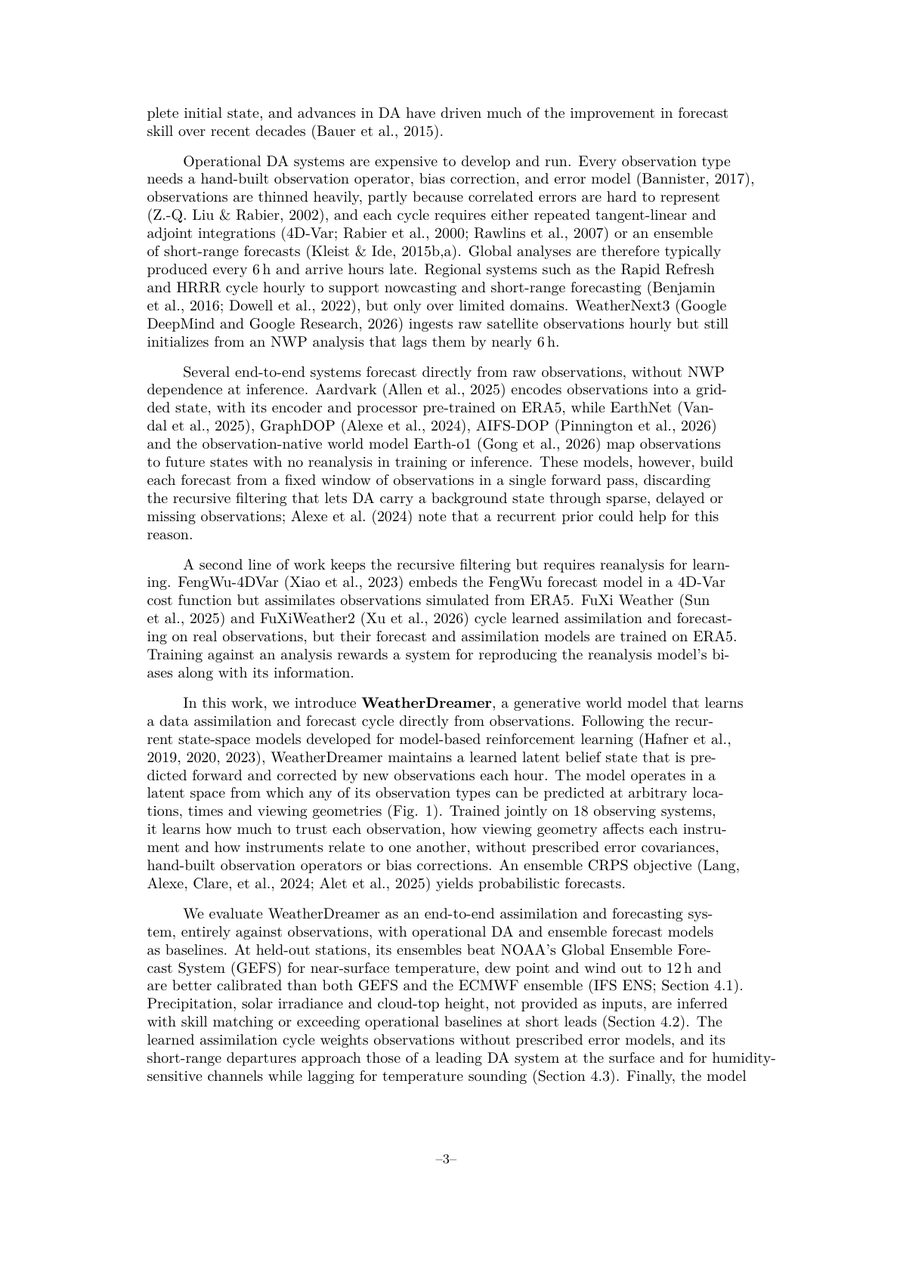 plete initial state, and advances in DA have driven much of the improvement in forecast
skill over recent decades (Bauer et al., 2015).
Operational DA systems are expensive to develop and run. Every observation type
needs a hand-built observation operator, bias correction, and error model (Bannister, 2017),
observations are thinned heavily, partly because correlated errors are hard to represent
(Z.-Q. Liu & Rabier, 2002), and each cycle requires either repeated tangent-linear and
adjoint integrations (4D-Var; Rabier et al., 2000; Rawlins et al., 2007) or an ensemble
of short-range forecasts (Kleist & Ide, 2015b,a). Global analyses are therefore typically
produced every 6 h and arrive hours late. Regional systems such as the Rapid Refresh
and HRRR cycle hourly to support nowcasting and short-range forecasting (Benjamin
et al., 2016; Dowell et al., 2022), but only over limited domains. WeatherNext3 (Google
DeepMind and Google Research, 2026) ingests raw satellite observations hourly but still
initializes from an NWP analysis that lags them by nearly 6 h.
Several end-to-end systems forecast directly from raw observations, without NWP
dependence at inference. Aardvark (Allen et al., 2025) encodes observations into a grid-
ded state, with its encoder and processor pre-trained on ERA5, while EarthNet (Van-
dal et al., 2025), GraphDOP (Alexe et al., 2024), AIFS-DOP (Pinnington et al., 2026)
and the observation-native world model Earth-o1 (Gong et al., 2026) map observations
to future states with no reanalysis in training or inference. These models, however, build
each forecast from a fixed window of observations in a single forward pass, discarding
the recursive filtering that lets DA carry a background state through sparse, delayed or
missing observations; Alexe et al. (2024) note that a recurrent prior could help for this
reason.
A second line of work keeps the recursive filtering but requires reanalysis for learn-
ing. FengWu-4DVar (Xiao et al., 2023) embeds the FengWu forecast model in a 4D-Var
cost function but assimilates observations simulated from ERA5. FuXi Weather (Sun
et al., 2025) and FuXiWeather2 (Xu et al., 2026) cycle learned assimilation and forecast-
ing on real observations, but their forecast and assimilation models are trained on ERA5.
Training against an analysis rewards a system for reproducing the reanalysis model's bi-
ases along with its information.
In this work, we introduce WeatherDreamer, a generative world model that learns
a data assimilation and forecast cycle directly from observations. Following the recur-
rent state-space models developed for model-based reinforcement learning (Hafner et al.,
2019, 2020, 2023), WeatherDreamer maintains a learned latent belief state that is pre-
dicted forward and corrected by new observations each hour. The model operates in a
latent space from which any of its observation types can be predicted at arbitrary loca-
tions, times and viewing geometries (Fig. 1). Trained jointly on 18 observing systems,
it learns how much to trust each observation, how viewing geometry affects each instru-
ment and how instruments relate to one another, without prescribed error covariances,
hand-built observation operators or bias corrections. An ensemble CRPS objective (Lang,
Alexe, Clare, et al., 2024; Alet et al., 2025) yields probabilistic forecasts.
We evaluate WeatherDreamer as an end-to-end assimilation and forecasting sys-
tem, entirely against observations, with operational DA and ensemble forecast models
as baselines. At held-out stations, its ensembles beat NOAA's Global Ensemble Fore-
cast System (GEFS) for near-surface temperature, dew point and wind out to 12 h and
are better calibrated than both GEFS and the ECMWF ensemble (IFS ENS; Section 4.1).
Precipitation, solar irradiance and cloud-top height, not provided as inputs, are inferred
with skill matching or exceeding operational baselines at short leads (Section 4.2). The
learned assimilation cycle weights observations without prescribed error models, and its
short-range departures approach those of a leading DA system at the surface and for humidity-
sensitive channels while lagging for temperature sounding (Section 4.3). Finally, the model
–3–